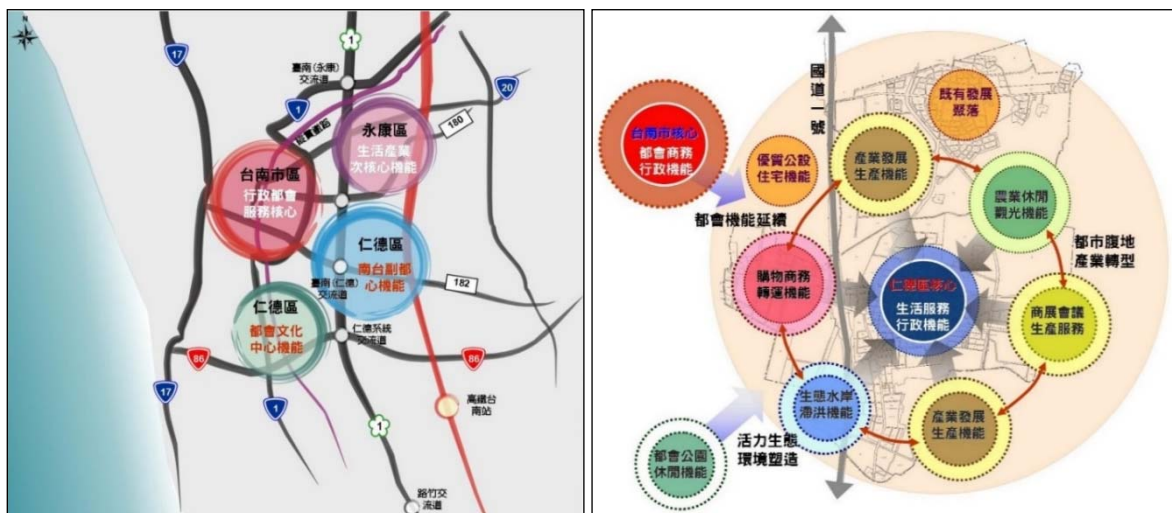 N
17
1
臺南(永康)
交流道
20
1
縱貫鐵路
永康區
生活產業
次核心機能
180
台南市區
行政都會
服務核心
仁德區
南台副都
心機能
臺南(仁德)
交流道
182
仁德區
都會文化
中心機能
仁德系統
交流道
86
86
17
1
高鐵台
南站
1
路竹交
流道
國道一號
既有發展
聚落
台南市核心
都會商務
行政機能
優質公設
住宅機能
產業發展
生產機能
農業休閒
觀光機能
都會機能延續
都市腹地
產業轉型
購物商務
轉運機能
仁德區核心
生活服務
行政機能
商展會議
生產服務
生態水岸
滯洪機能
產業發展
生產機能
活力生態
環境塑造
都會公園
休閒機能